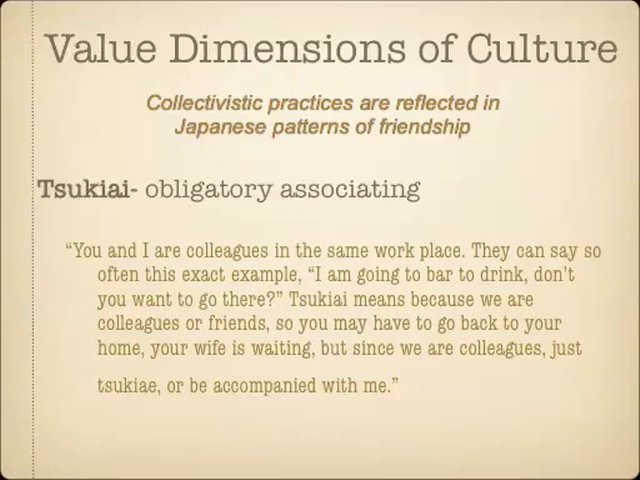 Value Dimensions of Culture
Collectivistic practices are reflected in
Japanese patterns of friendship
Tsukiai- obligatory associating
“You and I are colleagues in the same work place. They can say so
often this exact example, “I am going to bar to drink, don’t
you want to go there?” Tsukiai means because we are
colleagues or friends, so you may have to go back to your
home, your wife is waiting, but since we are colleagues, just
tsukiae, or be accompanied with me.”